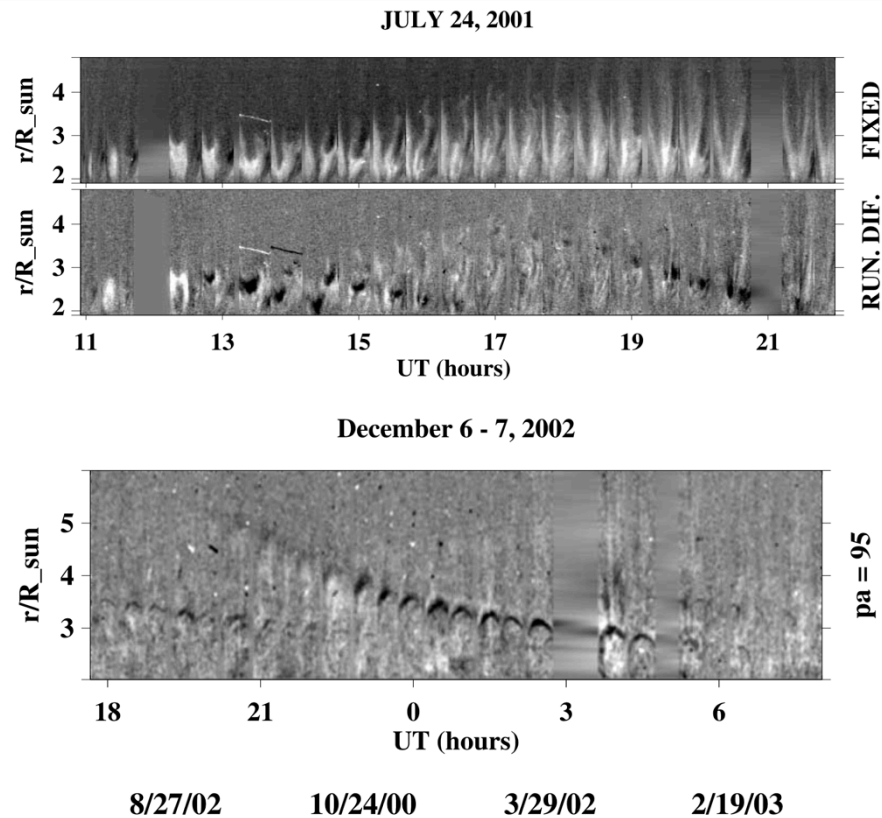 JULY 24, 2001
r/R_sun
4
3
2
FIXED
r/R_sun
4
3
2
RUN. DIF.
11 13 15 17 19 21
UT (hours)
December 6 - 7, 2002
r/R_sun
5
4
3
pa = 95
18 21 0 3 6
UT (hours)
8/27/02 10/24/00 3/29/02 2/19/03